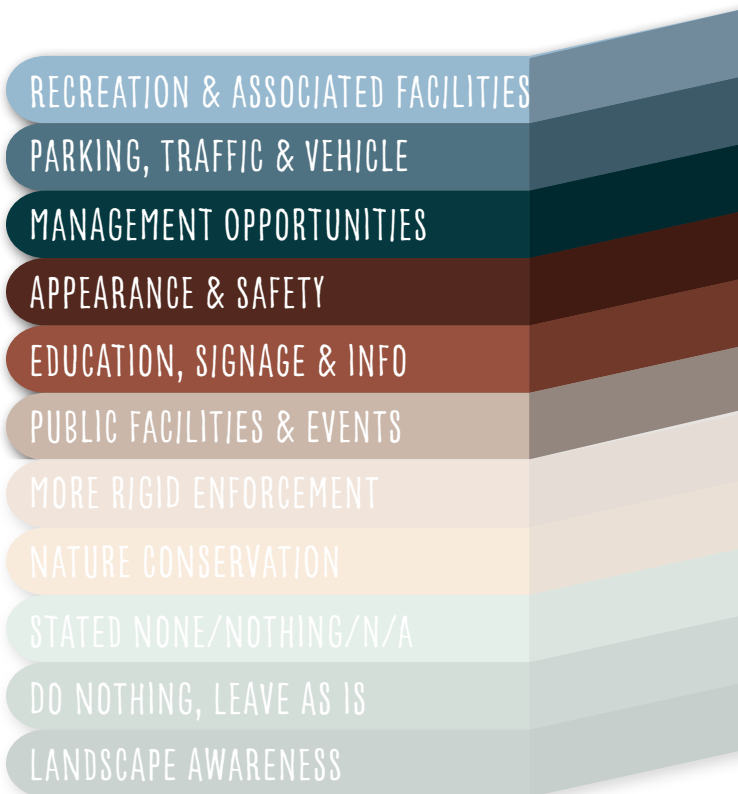 RECREATION & ASSOCIATED FACILITIES
PARKING, TRAFFIC & VEHICLE
MANAGEMENT OPPORTUNITIES
APPEARANCE & SAFETY
EDUCATION, SIGNAGE & INFO
PUBLIC FACILITIES & EVENTS
MORE RIGID ENFORCEMENT
NATURE CONSERVATION
STATED NONE/NOTHING/N/A
DO NOTHING, LEAVE AS IS
LANDSCAPE AWARENESS